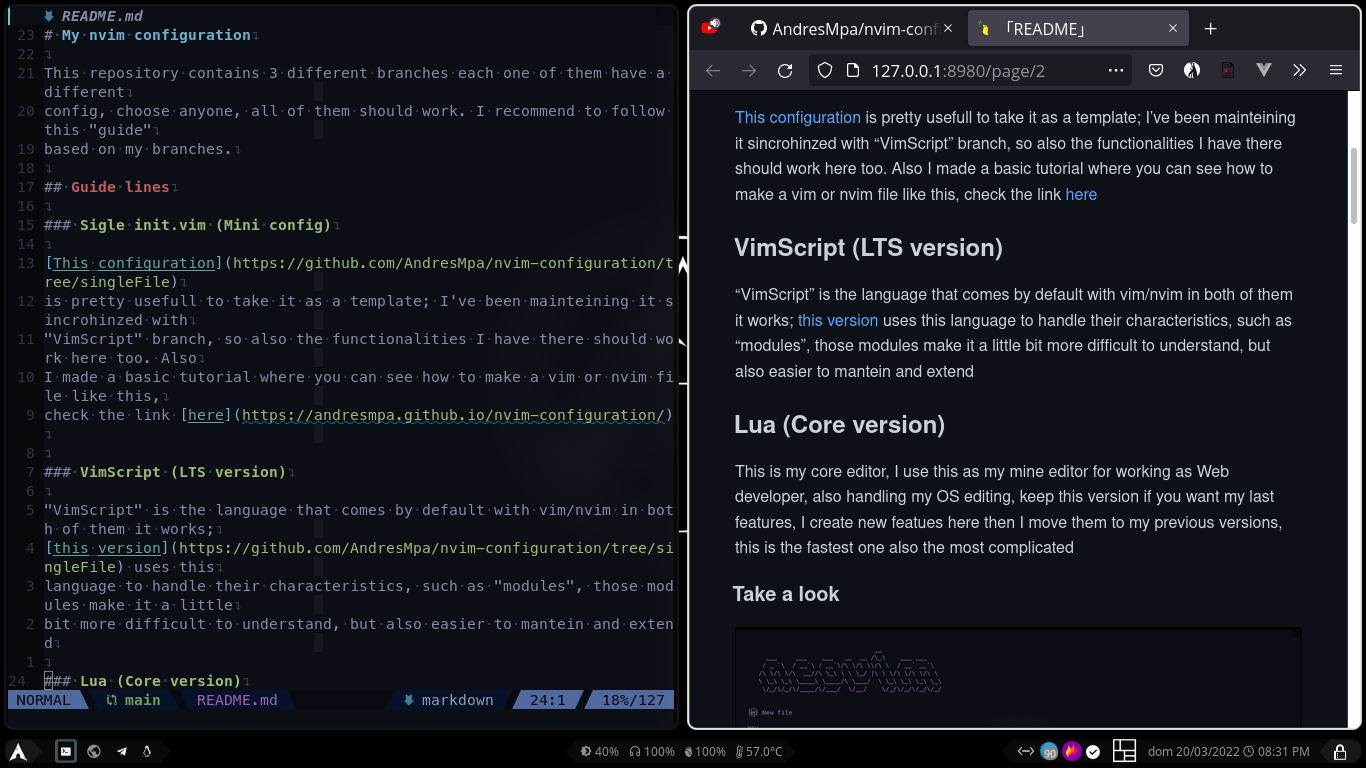 README.md
23 # My nvim configuration
22
21 This repository contains 3 different branches each one of them have a
different
20 config, choose anyone, all of them should work. I recommend to follow
this "guide"
19 based on my branches.
18
17 ## Guide lines
16
15 ### Sigle init.vim (Mini config)
14
13 [This configuration](https://github.com/AndresMpa/nvim-configuration/t
ree/singleFile)
12 is pretty usefull to take it as a template; I've been mainteining it s
incrohinzed with
11 "VimScript" branch, so also the functionalities I have there should wo
rk here too. Also
10 I made a basic tutorial where you can see how to make a vim or nvim fi
le like this,
9 check the link [here](https://andresmpa.github.io/nvim-configuration/)
8
7 ### VimScript (LTS version)
6
5 "VimScript" is the language that comes by default with vim/nvim in bot
h of them it works;
4 [this version](https://github.com/AndresMpa/nvim-configuration/tree/si
ngleFile) uses this
3 language to handle their characteristics, such as "modules", those mod
ules make it a little
2 bit more difficult to understand, but also easier to mantein and exten
d
1
24 ### Lua (Core version)
NORMAL main README.md markdown 24:1 18%/127
AndresMpa/nvim-conf 「README」
127.0.0.1:8980/page/2
This configuration is pretty usefull to take it as a template; I’ve been mainteining
it sincrohinzed with “VimScript” branch, so also the functionalities I have there
should work here too. Also I made a basic tutorial where you can see how to
make a vim or nvim file like this, check the link here
VimScript (LTS version)
“VimScript” is the language that comes by default with vim/nvim in both of them
it works; this version uses this language to handle their characteristics, such as
“modules”, those modules make it a little bit more difficult to understand, but
also easier to mantein and extend
Lua (Core version)
This is my core editor, I use this as my mine editor for working as Web
developer, also handling my OS editing, keep this version if you want my last
features, I create new featues here then I move them to my previous versions,
this is the fastest one also the most complicated
Take a look
New file
40% 100% 100% 57.0°C 90 dom 20/03/2022 08:31 PM